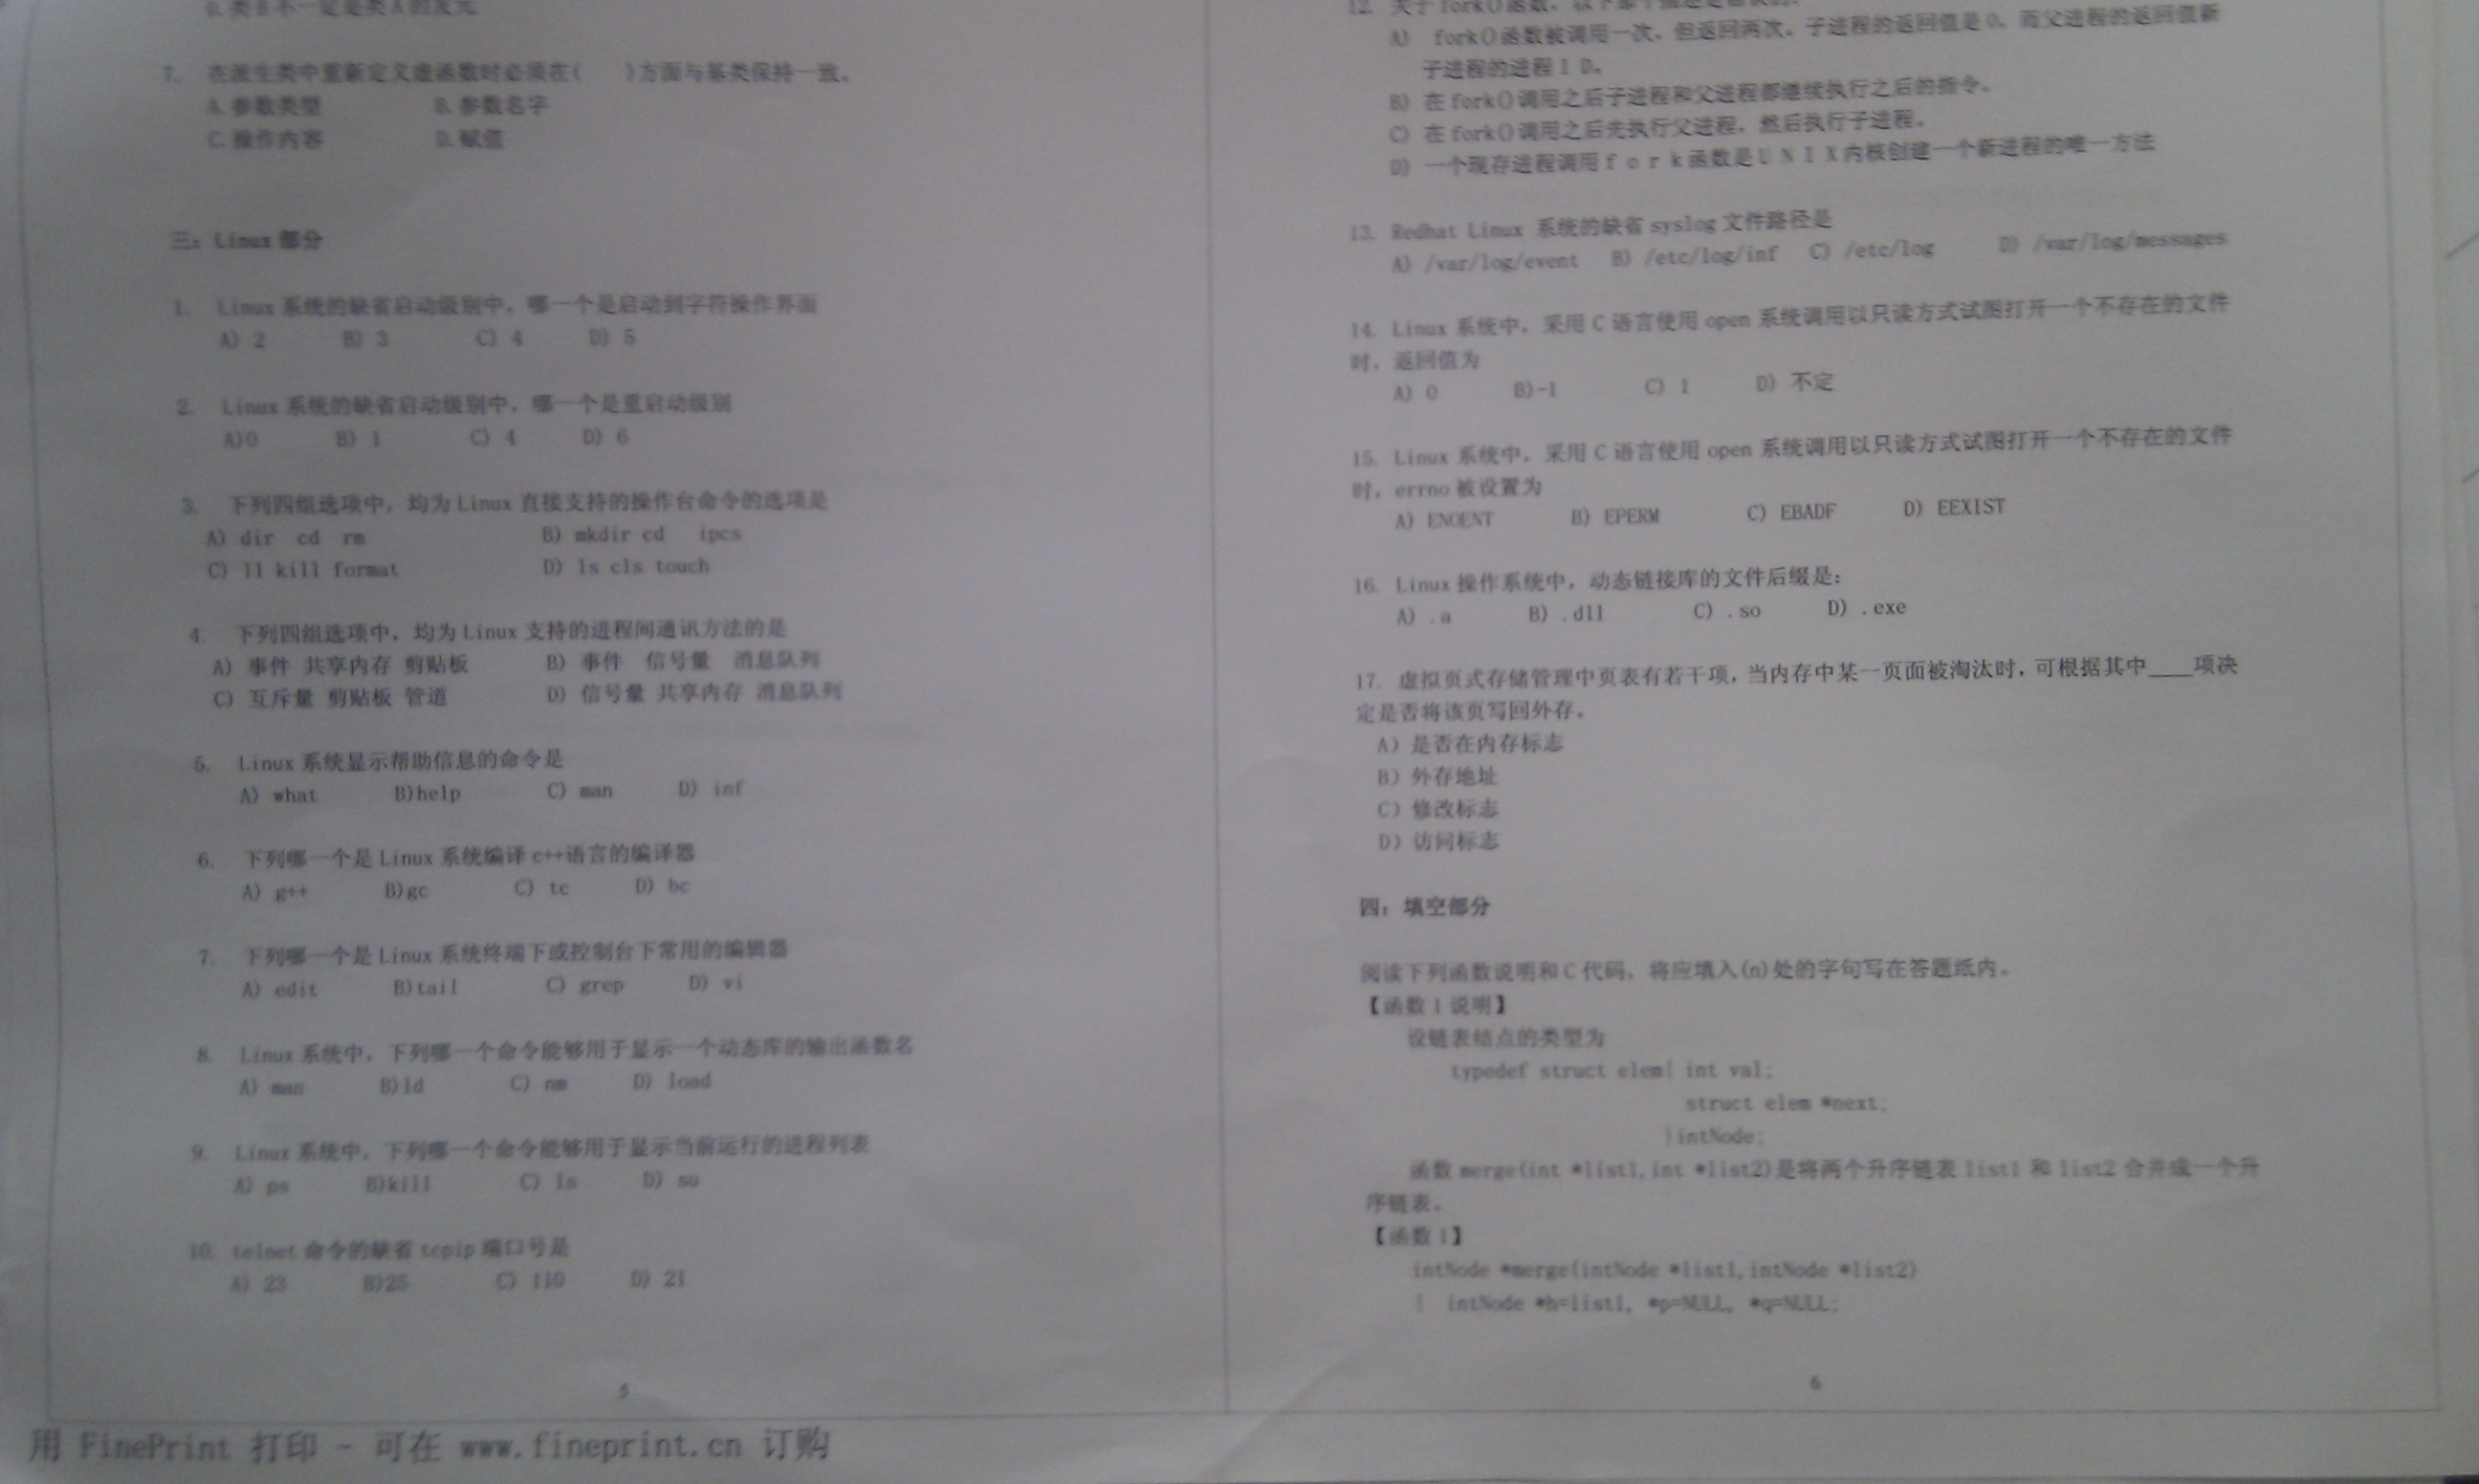 D. 类 B 不一定是类 A 的友元
7. 在派生类中重新定义虚函数时必须在( )方面与基类保持一致。
A. 参数类型 B. 参数名字
C. 操作内容 D. 赋值
三：Linux 部分
1. Linux 系统的缺省启动级别中，哪一个是启动到字符操作界面
A) 2 B) 3 C) 4 D) 5
2. Linux 系统的缺省启动级别中，哪一个是重启动级别
A)0 B) 1 C) 4 D) 6
3. 下列四组选项中，均为 Linux 直接支持的操作台命令的选项是
A) dir cd rm B) mkdir cd ipcs
C) ll kill format D) ls cls touch
4. 下列四组选项中，均为 Linux 支持的进程间通讯方法的是
A) 事件 共享内存 剪贴板 B) 事件 信号量 消息队列
C) 互斥量 剪贴板 管道 D) 信号量 共享内存 消息队列
5. Linux 系统显示帮助信息的命令是
A) what B)help C) man D) inf
6. 下列哪一个是 Linux 系统编译 c++语言的编译器
A) g++ B)gc C) tc D) bc
7. 下列哪一个是 Linux 系统终端下或控制台下常用的编辑器
A) edit B)tail C) grep D) vi
8. Linux 系统中，下列哪一个命令能够用于显示一个动态库的输出函数名
A) man B)ld C) nm D) load
9. Linux 系统中，下列哪一个命令能够用于显示当前运行的进程列表
A) ps B)kill C) ls D) su
10. telnet 命令的缺省 tcpip 端口号是
A) 23 B)25 C) 110 D) 21
5
12. 关于 fork()函数，以下哪个描述是错误的：
A) fork()函数被调用一次，但返回两次。子进程的返回值是 0，而父进程的返回值新
子进程的进程 I D。
B) 在 fork()调用之后子进程和父进程都继续执行之后的指令。
C) 在 fork()调用之后先执行父进程，然后执行子进程。
D) 一个现存进程调用 f o r k 函数是 U N I X 内核创建一个新进程的唯一方法
13. Redhat Linux 系统的缺省 syslog 文件路径是
A) /var/log/event B) /etc/log/inf C) /etc/log D) /var/log/messages
14. Linux 系统中，采用 C 语言使用 open 系统调用以只读方式试图打开一个不存在的文件
时，返回值为
A) 0 B)-1 C) 1 D) 不定
15. Linux 系统中，采用 C 语言使用 open 系统调用以只读方式试图打开一个不存在的文件
时，errno 被设置为
A) ENOENT B) EPERM C) EBADF D) EEXIST
16. Linux 操作系统中，动态链接库的文件后缀是：
A) .a B) .dll C) .so D) .exe
17. 虚拟页式存储管理中页表有若干项，当内存中某一页面被淘汰时，可根据其中____项决
定是否将该页写回外存。
A）是否在内存标志
B）外存地址
C）修改标志
D）访问标志
四：填空部分
阅读下列函数说明和 C 代码，将应填入(n)处的字句写在答题纸内。
【函数 1 说明】
设链表结点的类型为
typedef struct elem{ int val;
struct elem *next;
}intNode;
函数 merge(int *list1,int *list2)是将两个升序链表 list1 和 list2 合并成一个升
序链表。
【函数 1】
intNode *merge(intNode *list1,intNode *list2)
{ intNode *h=list1, *p=NULL, *q=NULL;
6
用 FinePrint 打印 - 可在 www.fineprint.cn 订购